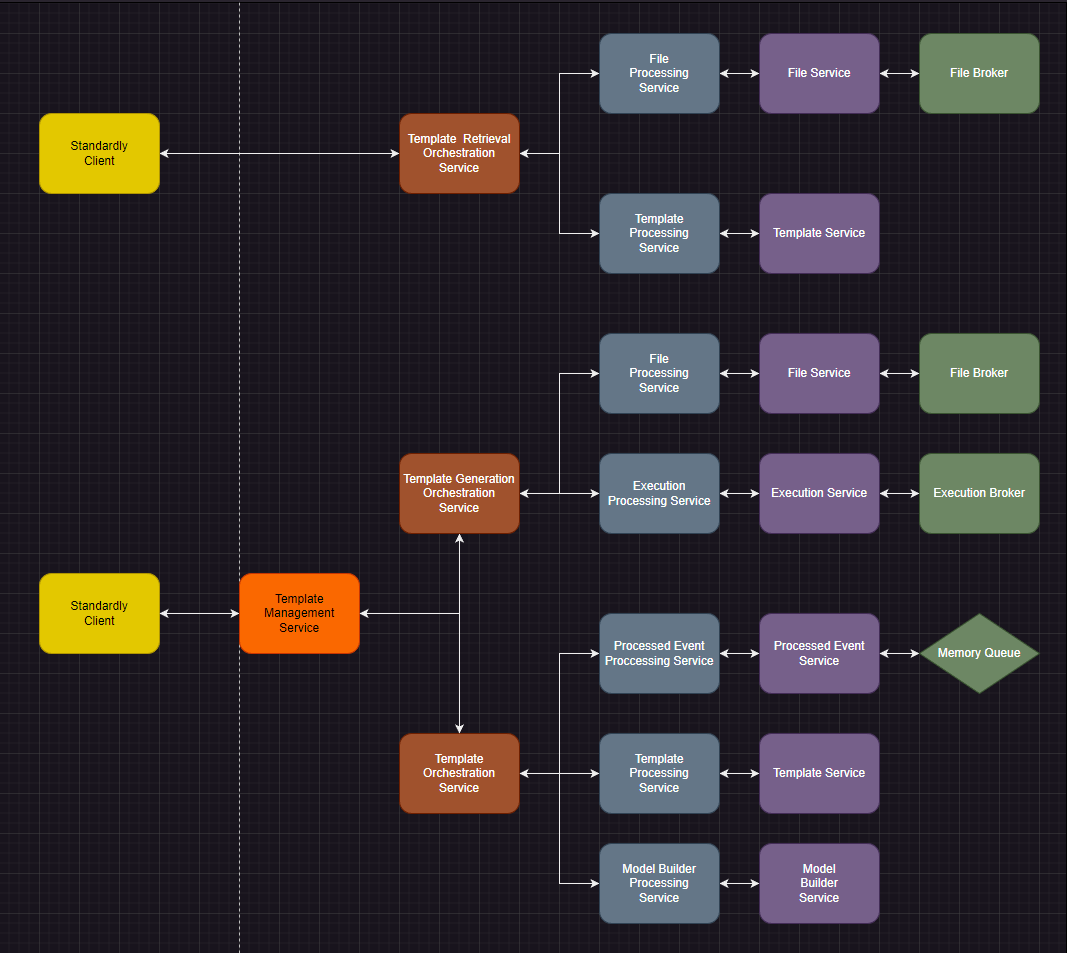 File
Processing
Service
File Service
File Broker
Standardly
Client
Template  Retrieval
Orchestration
Service
Template
Processing
Service
Template Service
File
Processing
Service
File Service
File Broker
Template Generation
Orchestration
Service
Execution
Processing Service
Execution Service
Execution Broker
Standardly
Client
Template
Management
Service
Processed Event
Proccessing Service
Processed Event
Service
Memory Queue
Template
Orchestration
Service
Template
Processing
Service
Template Service
Model Builder
Processing
Service
Model
Builder
Service